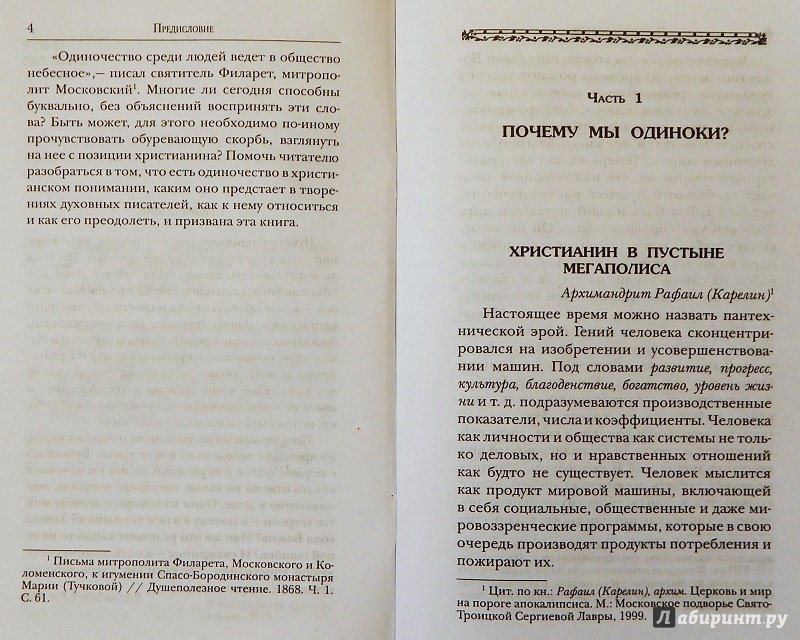 4
Предисловие
«Одиночество среди людей ведет в общество
небесное»,— писал святитель Филарет, митропо-
лит Московский¹. Многие ли сегодня способны
буквально, без объяснений воспринять эти сло-
ва? Быть может, для этого необходимо по-иному
прочувствовать обуревающую скорбь, взглянуть
на нее с позиции христианина? Помочь читателю
разобраться в том, что есть одиночество в христи-
анском понимании, каким оно предстает в творе-
ниях духовных писателей, как к нему относиться
и как его преодолеть, и призвана эта книга.
¹ Письма митрополита Филарета, Московского и Ко-
ломенского, к игумении Спасо-Бородинского монастыря
Марии (Тучковой) // Душеполезное чтение. 1868. Ч. 1.
С. 61.
Часть 1
ПОЧЕМУ МЫ ОДИНОКИ?
ХРИСТИАНИН В ПУСТЫНЕ
МЕГАПОЛИСА
Архимандрит Рафаил (Карелин)¹
Настоящее время можно назвать пантех-
нической эрой. Гений человека сконцентри-
ровался на изобретении и усовершенствова-
нии машин. Под словами развитие, прогресс,
культура, благоденствие, богатство, уровень жиз-
ни и т. д. подразумеваются производственные
показатели, числа и коэффициенты. Человека
как личности и общества как системы не толь-
ко деловых, но и нравственных отношений
как будто не существует. Человек мыслится
как продукт мировой машины, включающей
в себя социальные, общественные и даже ми-
ровоззренческие программы, которые в свою
очередь производят продукты потребления и
пожирают их.
¹ Цит. по кн.: Рафаил (Карелин), архим. Церковь и мир
на пороге апокалипсиса. М.: Московское подворье Свято-
Троицкой Сергиевой Лавры, 1999.
Лабиринт.ру